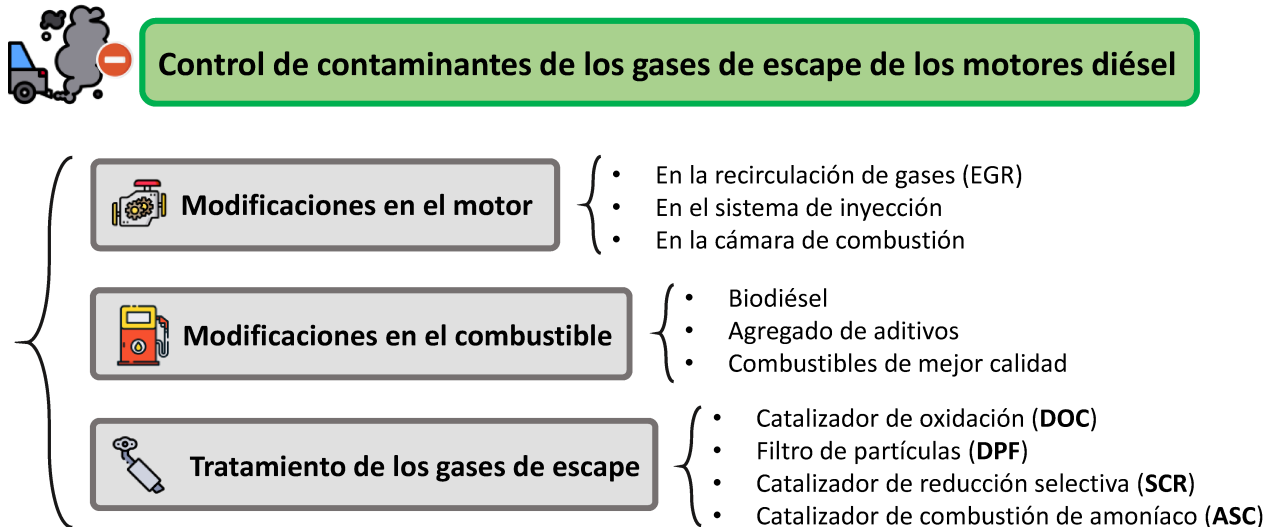 Control de contaminantes de los gases de escape de los motores diésel
Modificaciones en el motor
• En la recirculación de gases (EGR)
• En el sistema de inyección
• En la cámara de combustión
Modificaciones en el combustible
• Biodiésel
• Agregado de aditivos
• Combustibles de mejor calidad
Tratamiento de los gases de escape
• Catalizador de oxidación (DOC)
• Filtro de partículas (DPF)
• Catalizador de reducción selectiva (SCR)
• Catalizador de combustión de amoníaco (ASC)